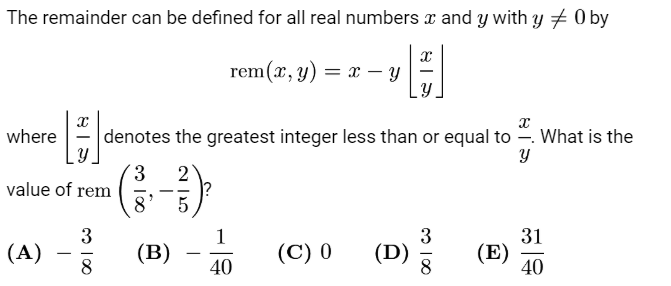 The remainder can be defined for all real numbers x and y with y ≠ 0 by
rem(x, y) = x − y ⌊x/y⌋
where ⌊x/y⌋ denotes the greatest integer less than or equal to x/y. What is the
value of rem (3/8, −2/5)?
(A) −3/8 (B) −1/40 (C) 0 (D) 3/8 (E) 31/40